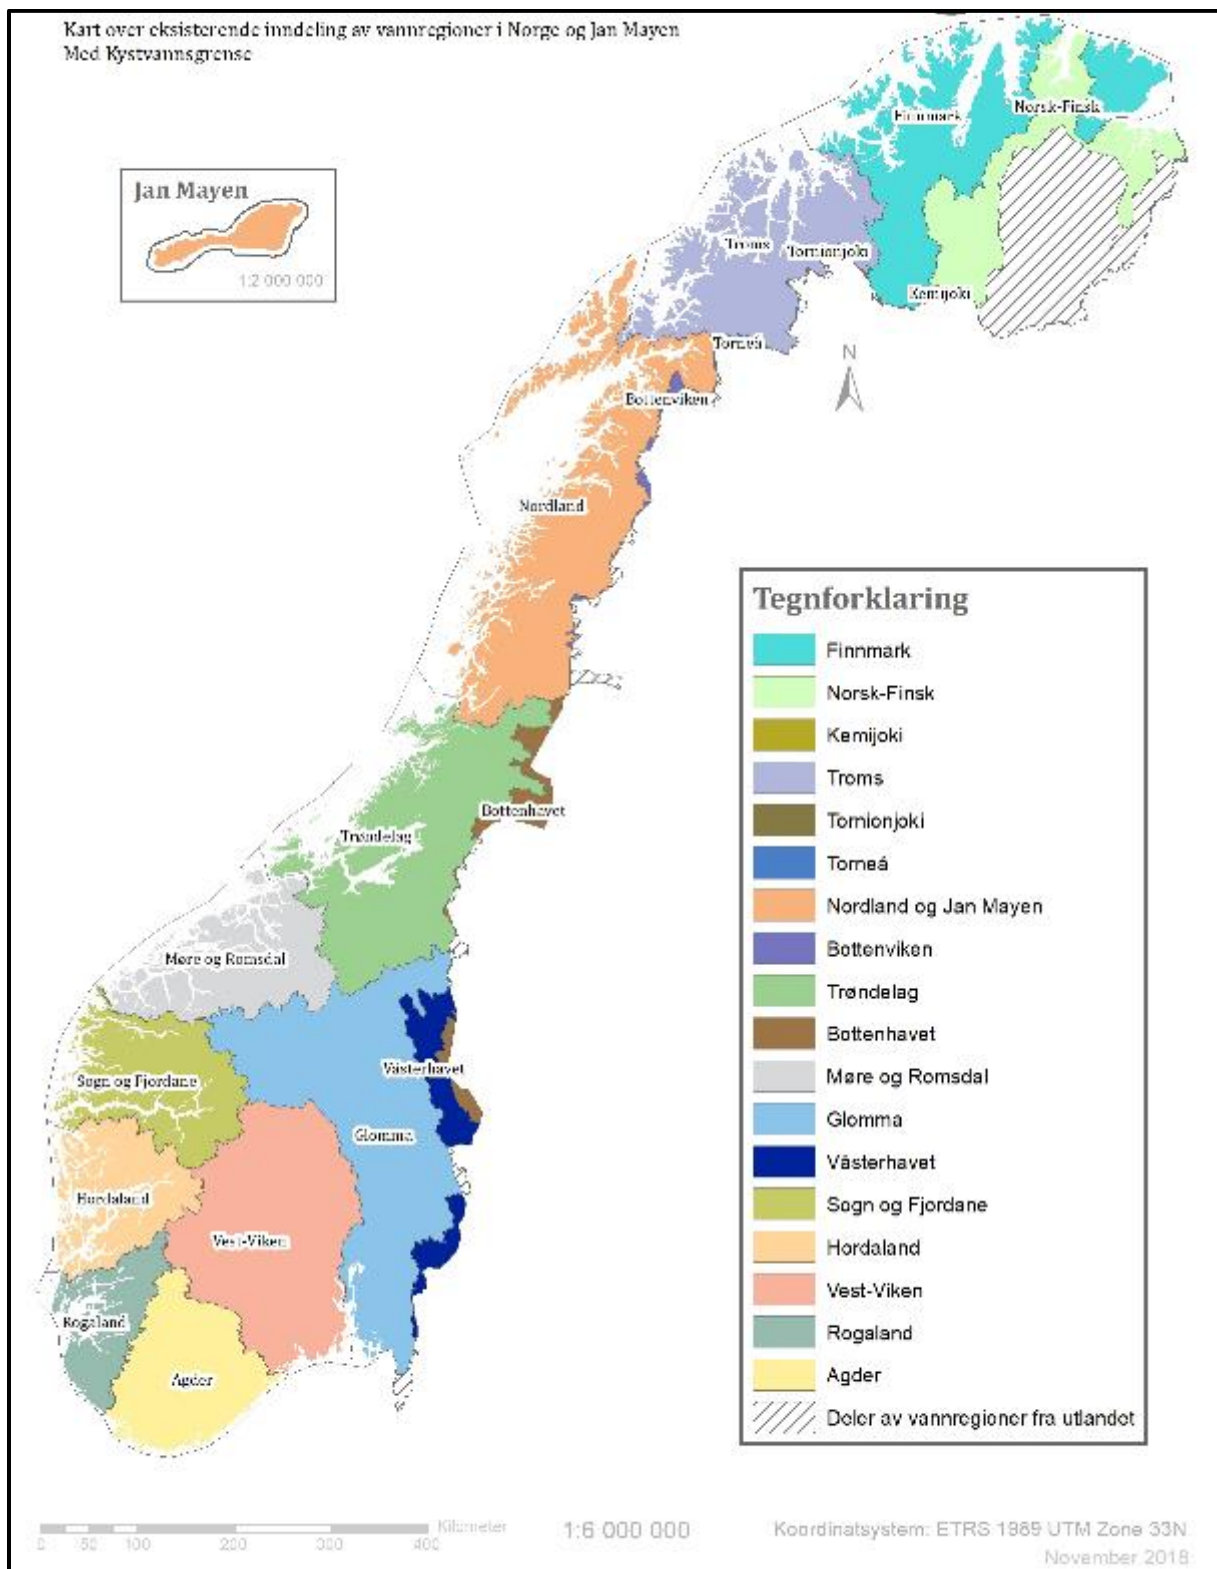 Kart over eksisterende inndeling av vannregioner i Norge og Jan Mayen
Med Kystvannsgrense
Jan Mayen
1:2 000 000
Finnmark
Norsk-Finsk
Troms
Tornionjoki
Kemijoki
Torneå
N
Bottenviken
Nordland
Bottenhavet
Trøndelag
Møre og Romsdal
Västerhavet
Sogn og Fjordane
Glomma
Hordaland
Vest-Viken
Rogaland
Agder
Tegnforklaring
Finnmark
Norsk-Finsk
Kemijoki
Troms
Tornionjoki
Torneå
Nordland og Jan Mayen
Bottenviken
Trøndelag
Bottenhavet
Møre og Romsdal
Glomma
Västerhavet
Sogn og Fjordane
Hordaland
Vest-Viken
Rogaland
Agder
Deler av vannregioner fra utlandet
Kilometer
0 50 100 200 300 400
1:6 000 000
Koordinatsystem: ETRS 1989 UTM Zone 33N
November 2018